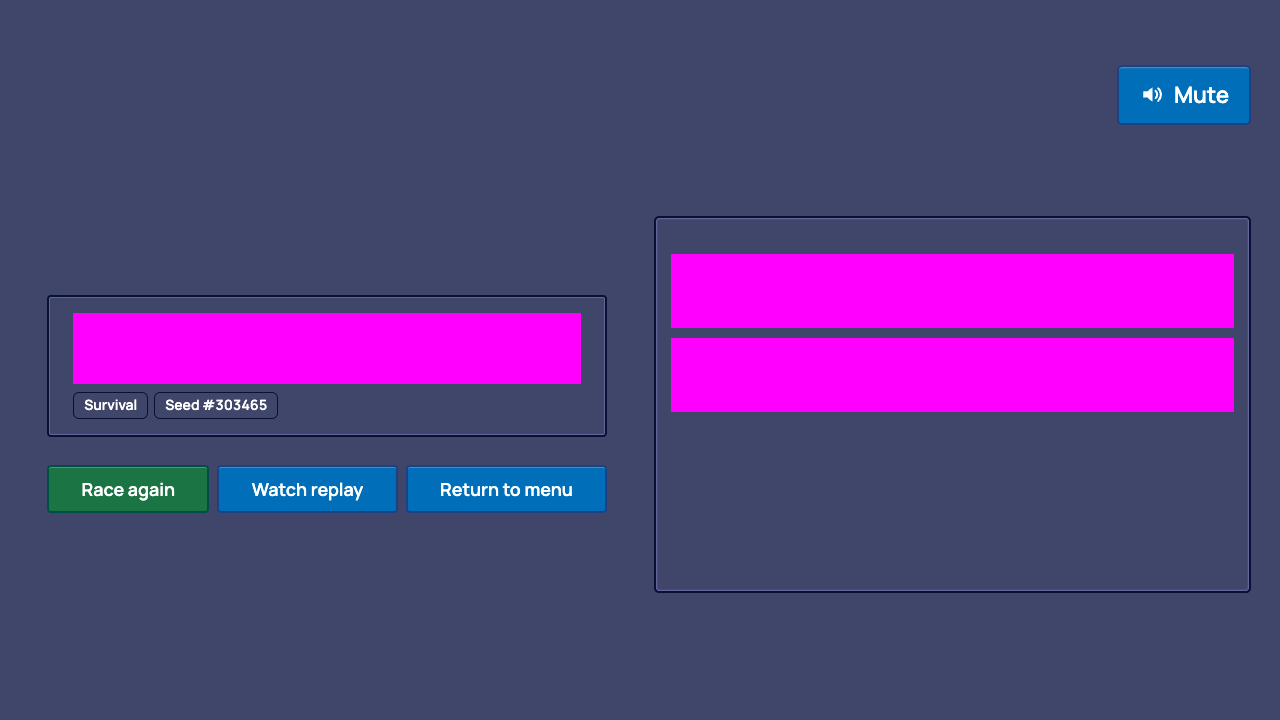 Mute
Survival
Seed #303465
Race again
Watch replay
Return to menu